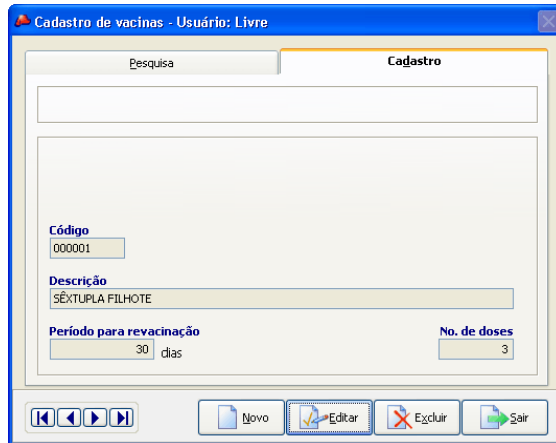 Cadastro de vacinas - Usuário: Livre
Pesquisa
Cadastro
Código
000001
Descrição
SÊXTUPLA FILHOTE
Período para revacinação
No. de doses
30 dias
3
Novo
Editar
Excluir
Sair